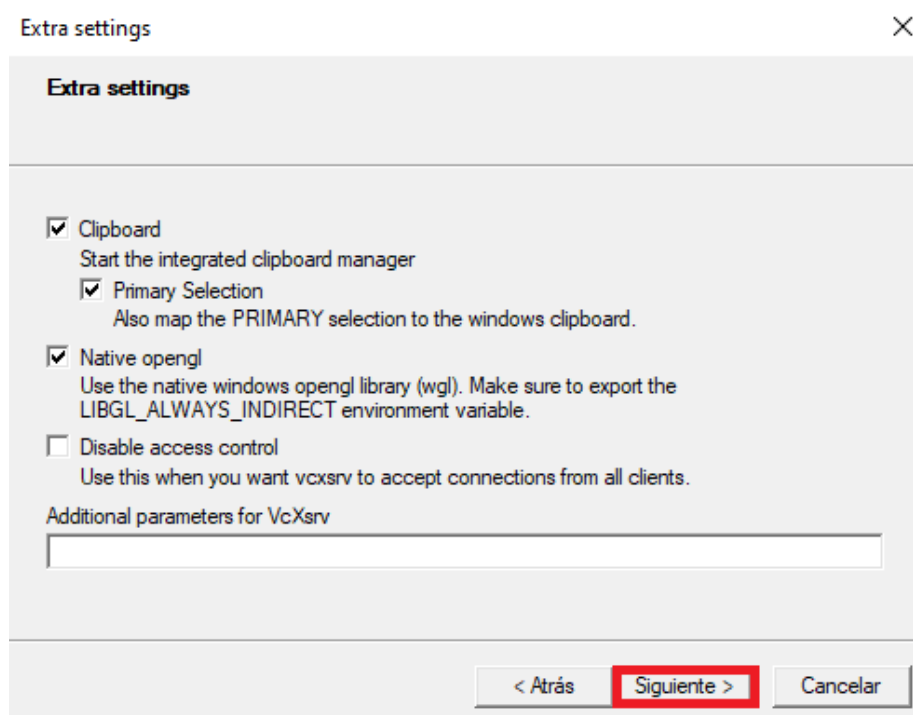 Extra settings
Extra settings
Clipboard
Start the integrated clipboard manager
Primary Selection
Also map the PRIMARY selection to the windows clipboard.
Native opengl
Use the native windows opengl library (wgl). Make sure to export the
LIBGL_ALWAYS_INDIRECT environment variable.
Disable access control
Use this when you want vcxsrv to accept connections from all clients.
Additional parameters for VcXsrv
< Atrás Siguiente > Cancelar